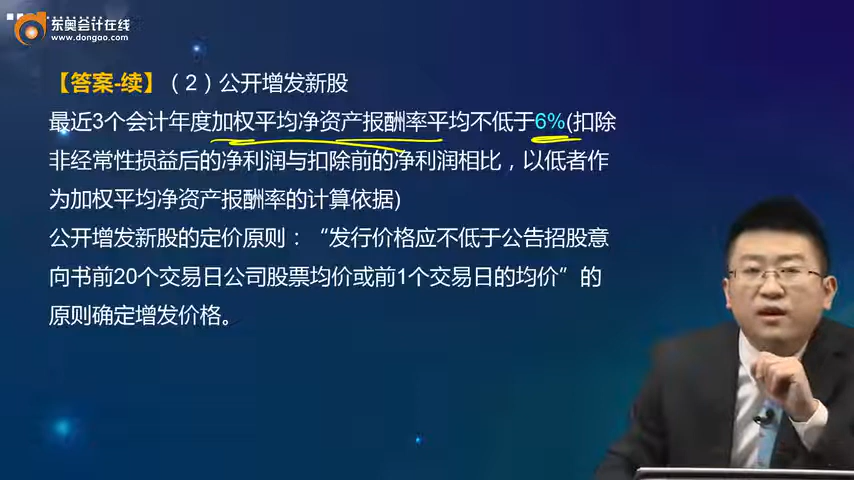 东奥会计在线
www.dongao.com
【答案-续】（2）公开增发新股
最近3个会计年度加权平均净资产报酬率平均不低于6%(扣除
非经常性损益后的净利润与扣除前的净利润相比，以低者作
为加权平均净资产报酬率的计算依据)
公开增发新股的定价原则：“发行价格应不低于公告招股意
向书前20个交易日公司股票均价或前1个交易日的均价”的
原则确定增发价格。